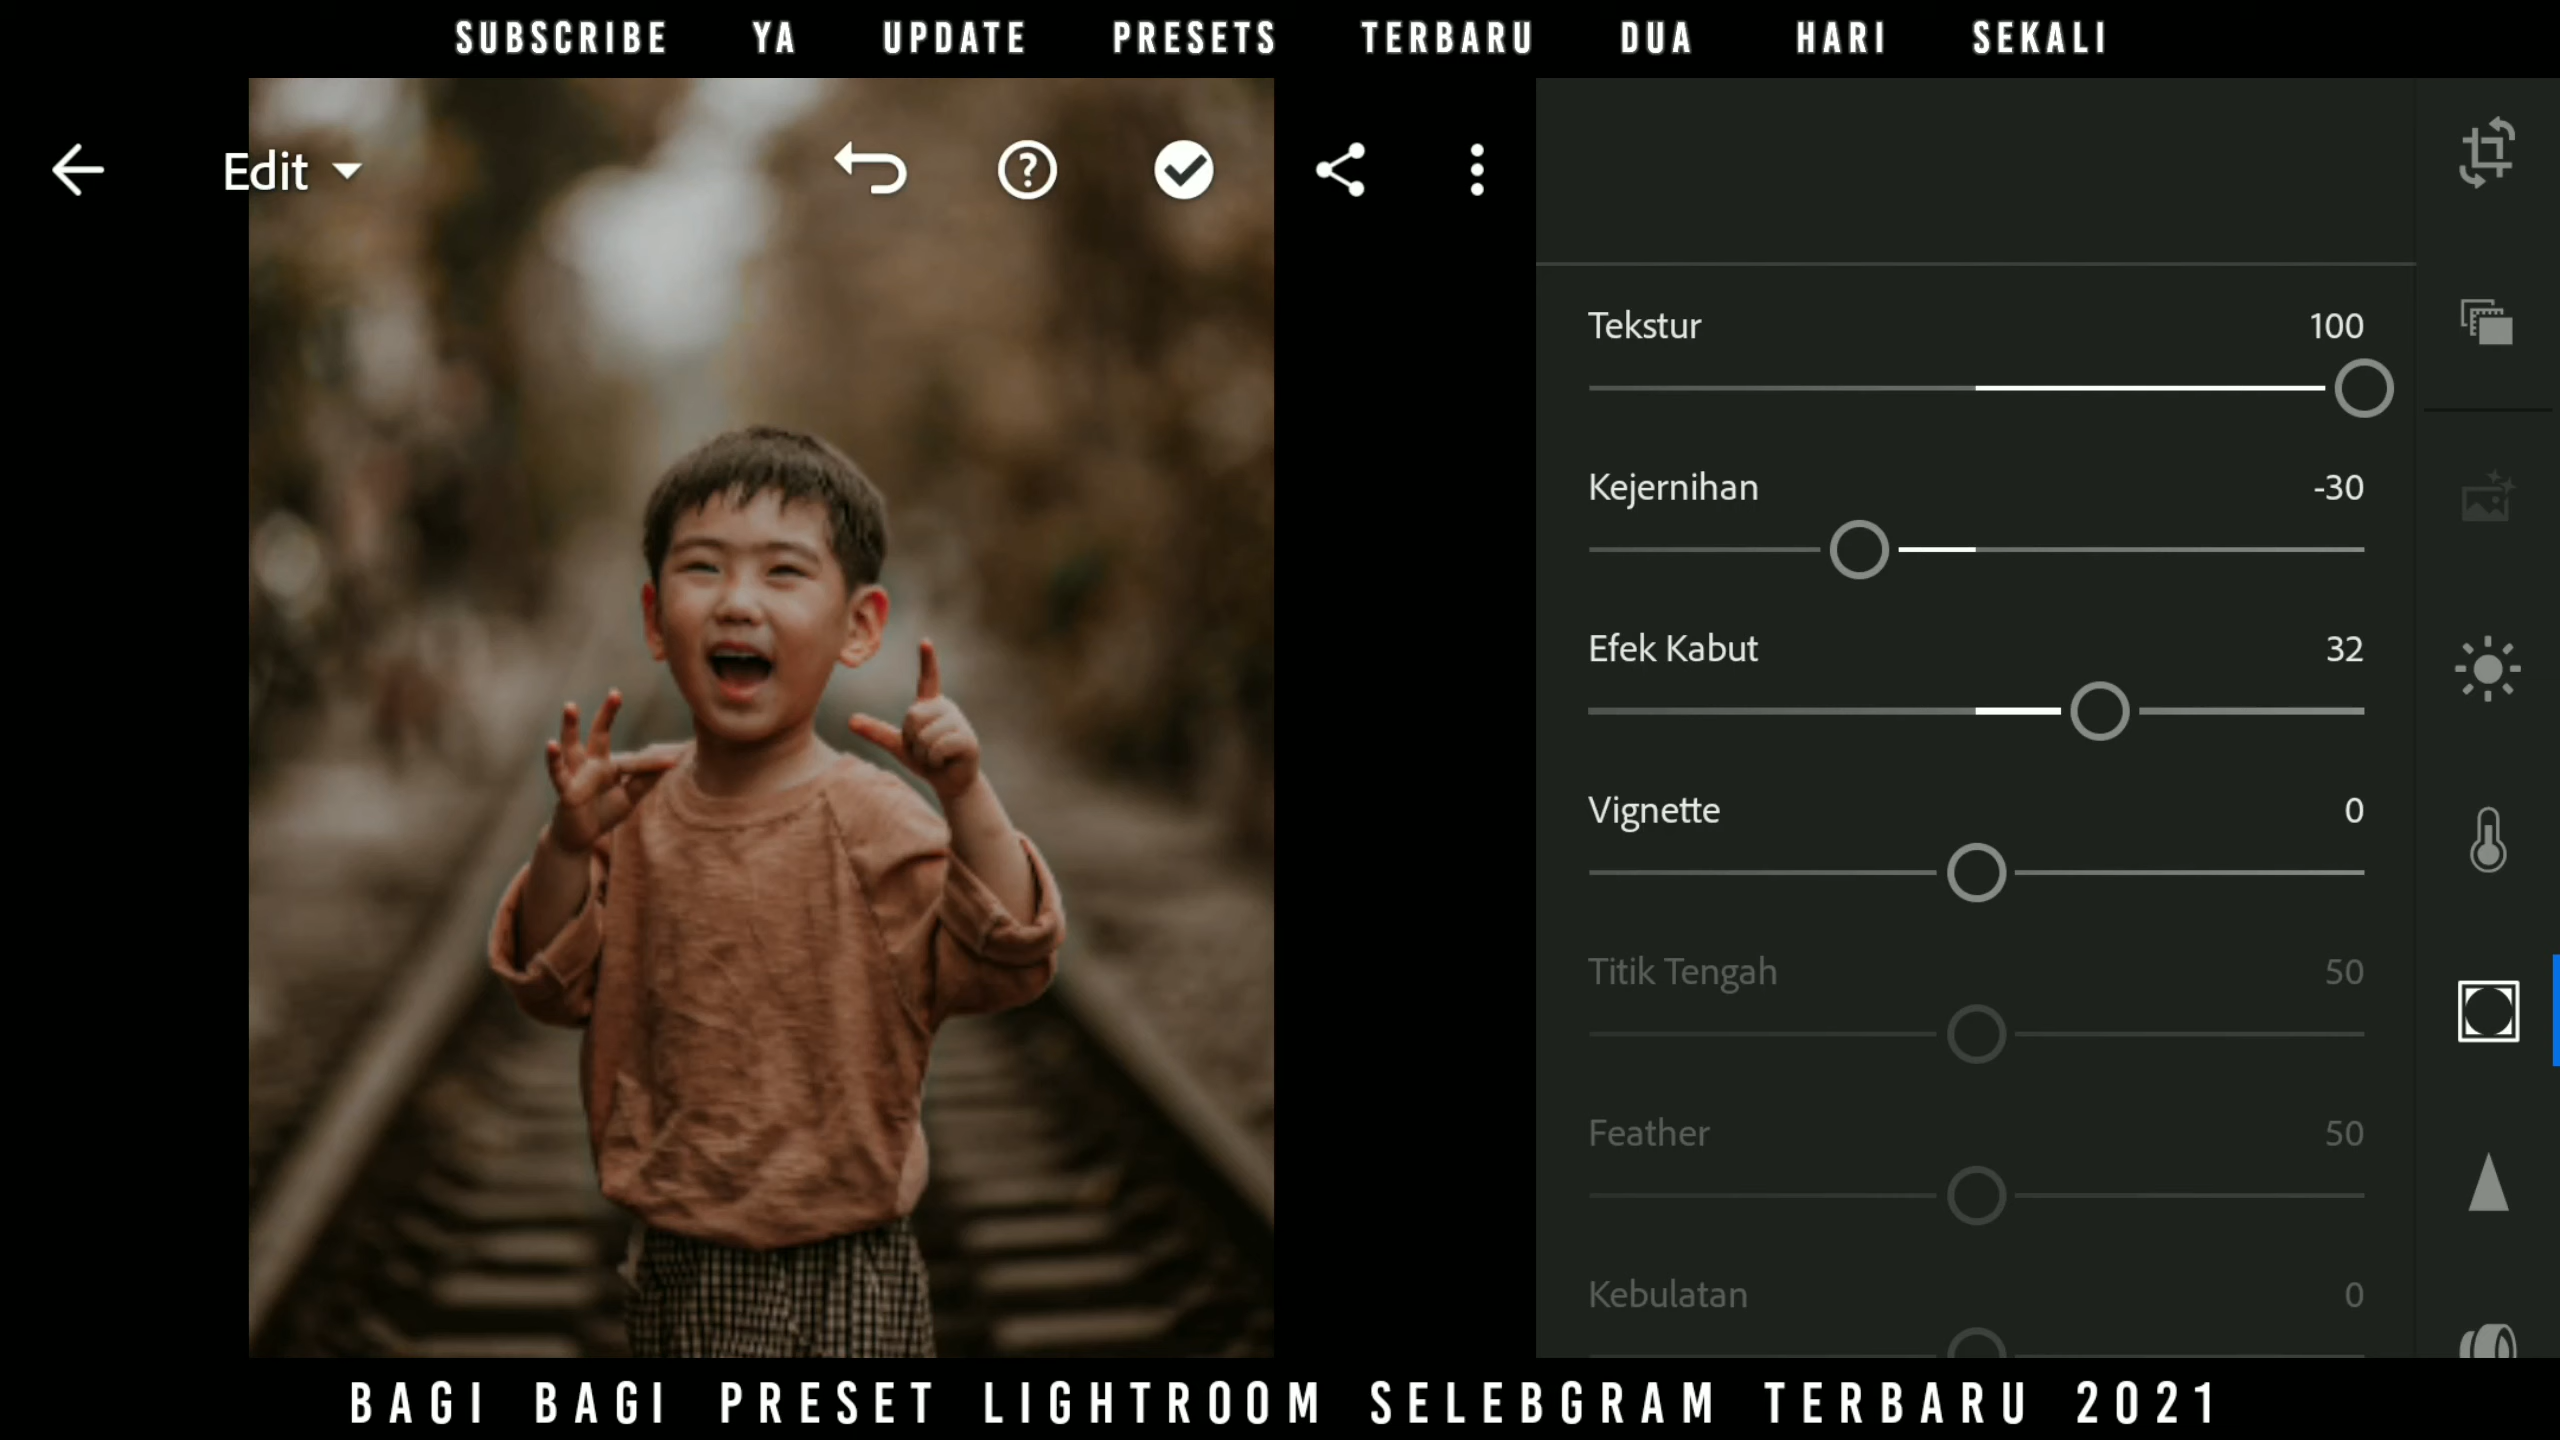 SUBSCRIBE YA UPDATE PRESETS TERBARU DUA HARI SEKALI
Edit
Tekstur 100
Kejernihan -30
Efek Kabut 32
Vignette 0
Titik Tengah 50
Feather 50
Kebulatan 0
BAGI BAGI PRESET LIGHTROOM SELEBGRAM TERBARU 2021